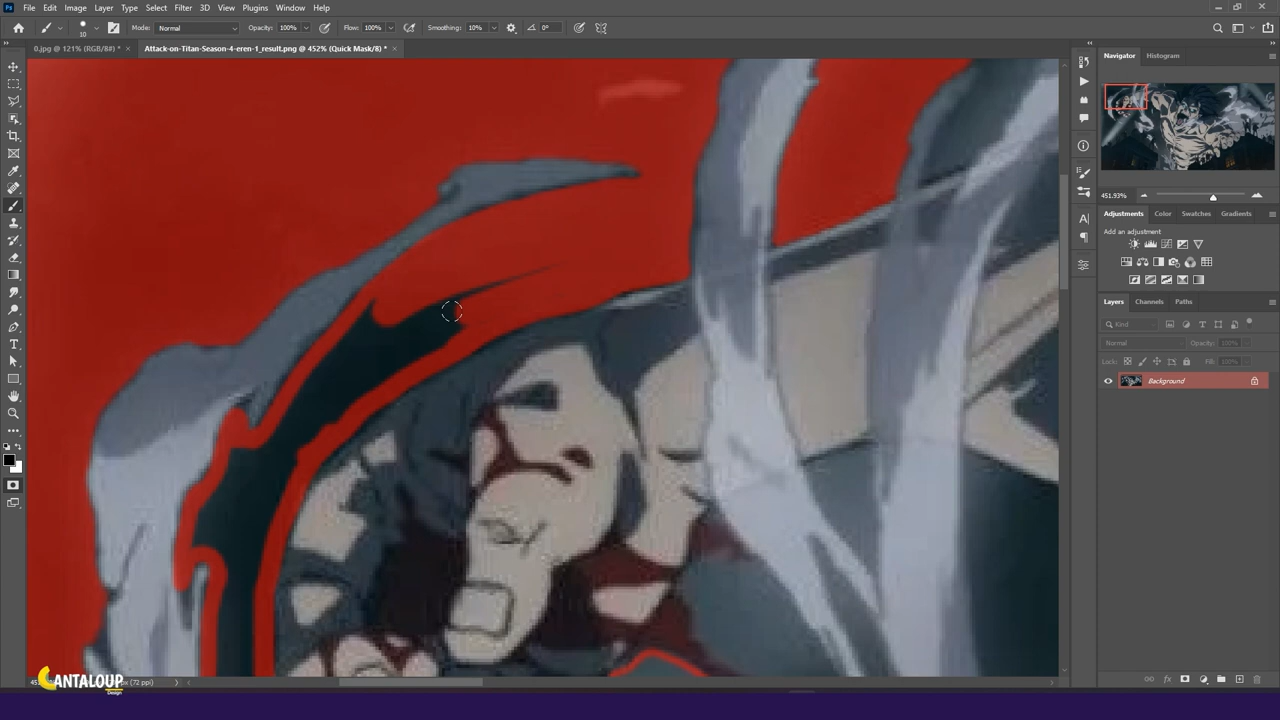 File Edit Image Layer Type Select Filter 3D View Plugins Window Help
10 Mode: Normal Opacity: 100% Flow: 100% Smoothing: 10% 0°
0.jpg @ 121% (RGB/8#) * Attack-on-Titan-Season-4-eren-1_result.png @ 452% (Quick Mask/8) *
Navigator Histogram
451.93%
Adjustments Color Swatches Gradients
Add an adjustment
Layers Channels Paths
Kind
Normal Opacity: 100%
Lock: Fill: 100%
Background
px (72 ppi)
CANTALOUP
Design